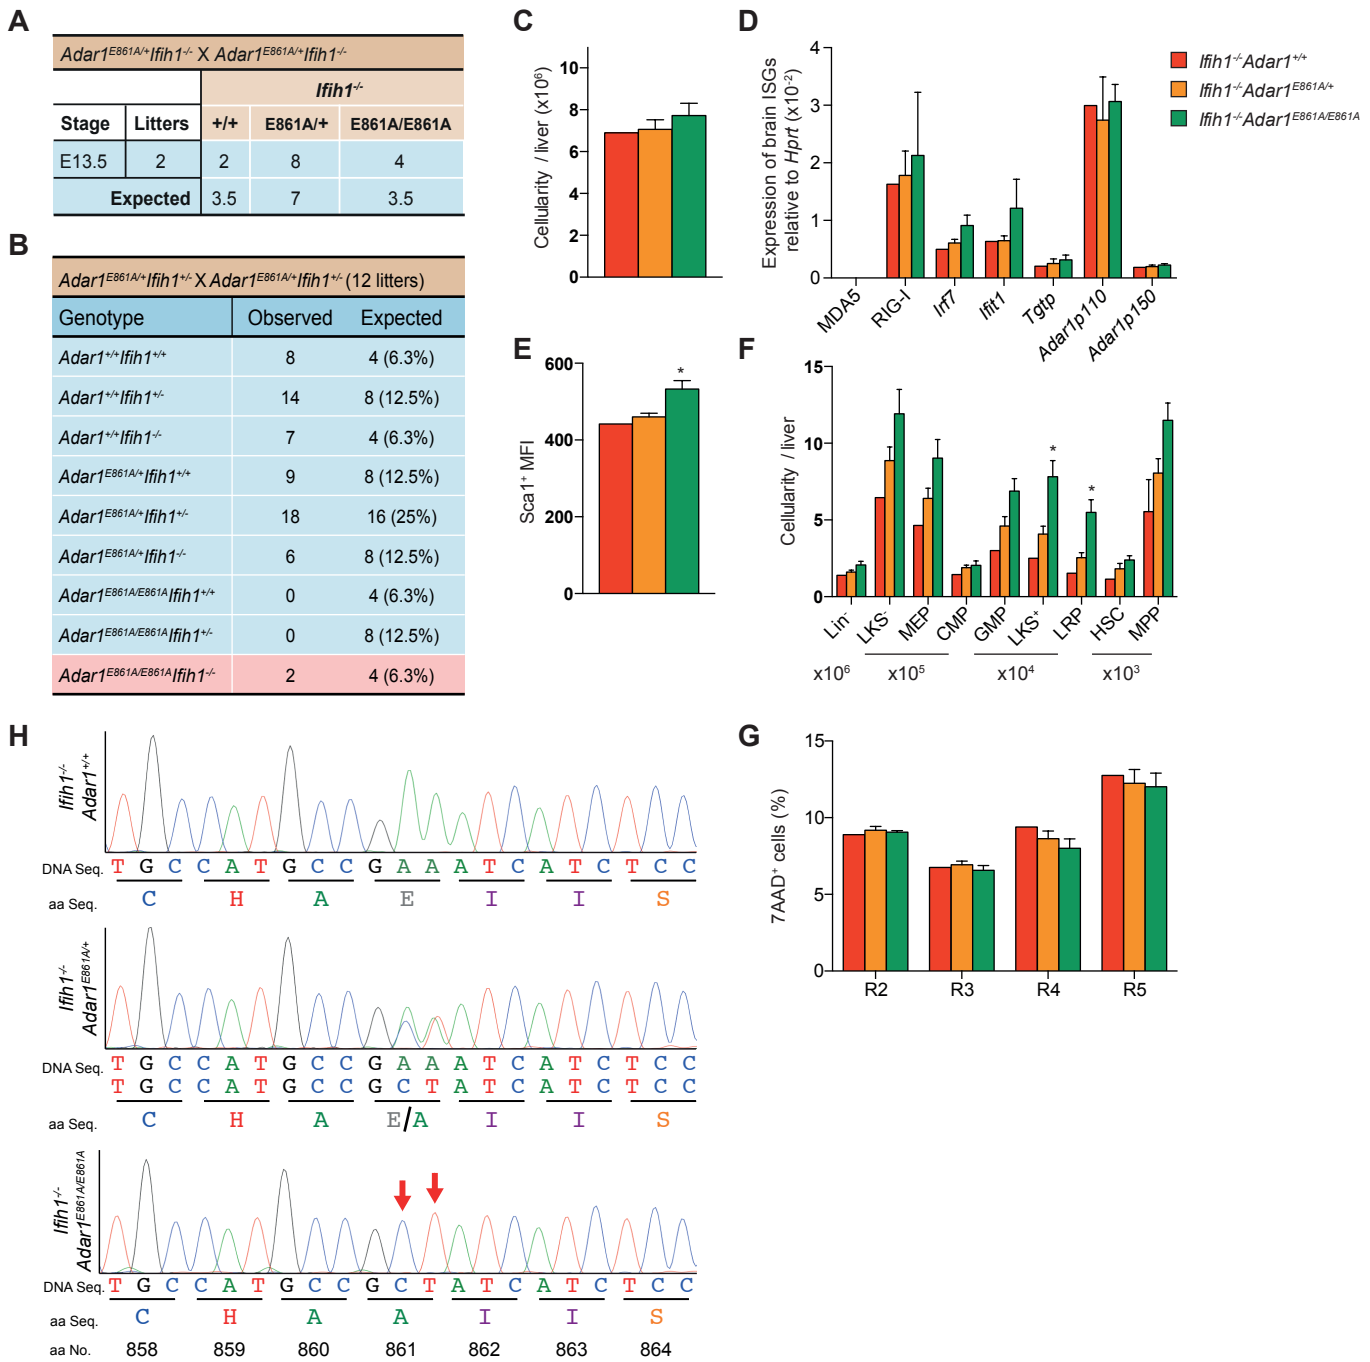 A
Adar1E861A/+Ifih1-/- X Adar1E861A/+Ifih1-/-
Ifih1-/-
Stage Litters +/+ E861A/+ E861A/E861A
E13.5 2 2 8 4
Expected 3.5 7 3.5
B
Adar1E861A/+Ifih1+/- X Adar1E861A/+Ifih1+/- (12 litters)
Genotype Observed Expected
Adar1+/+Ifih1+/+ 8 4 (6.3%)
Adar1+/+Ifih1+/- 14 8 (12.5%)
Adar1+/+Ifih1-/- 7 4 (6.3%)
Adar1E861A/+Ifih1+/+ 9 8 (12.5%)
Adar1E861A/+Ifih1+/- 18 16 (25%)
Adar1E861A/+Ifih1-/- 6 8 (12.5%)
Adar1E861A/E861AIfih1+/+ 0 4 (6.3%)
Adar1E861A/E861AIfih1+/- 0 8 (12.5%)
Adar1E861A/E861AIfih1-/- 2 4 (6.3%)
C
Cellularity / liver (x10⁶)
10
8
6
4
2
0
D
Expression of brain ISGs
relative to Hprt (x10⁻²)
4
3
2
1
0
MDA5 RIG-I Irf7 Ifit1 Tgtp Adar1p110 Adar1p150
Ifih1-/-Adar1+/+
Ifih1-/-Adar1E861A/+
Ifih1-/-Adar1E861A/E861A
E
Sca1⁺ MFI
600
400
200
0
*
F
Cellularity / liver
15
10
5
0
* *
Lin⁻ LKS⁻ MEP CMP GMP LKS⁺ LRP HSC MPP
x10⁶ x10⁵ x10⁴ x10³
G
7AAD⁺ cells (%)
15
10
5
0
R2 R3 R4 R5
H
Ifih1-/-
Adar1+/+
DNA Seq. T G C C A T G C C G A A A T C A T C T C C
aa Seq. C H A E I I S
Ifih1-/-
Adar1E861A/+
DNA Seq. T G C C A T G C C G A A A T C A T C T C C
T G C C A T G C C G C T A T C A T C T C C
aa Seq. C H A E/A I I S
Ifih1-/-
Adar1E861A/E861A
DNA Seq. T G C C A T G C C G C T A T C A T C T C C
aa Seq. C H A A I I S
aa No. 858 859 860 861 862 863 864